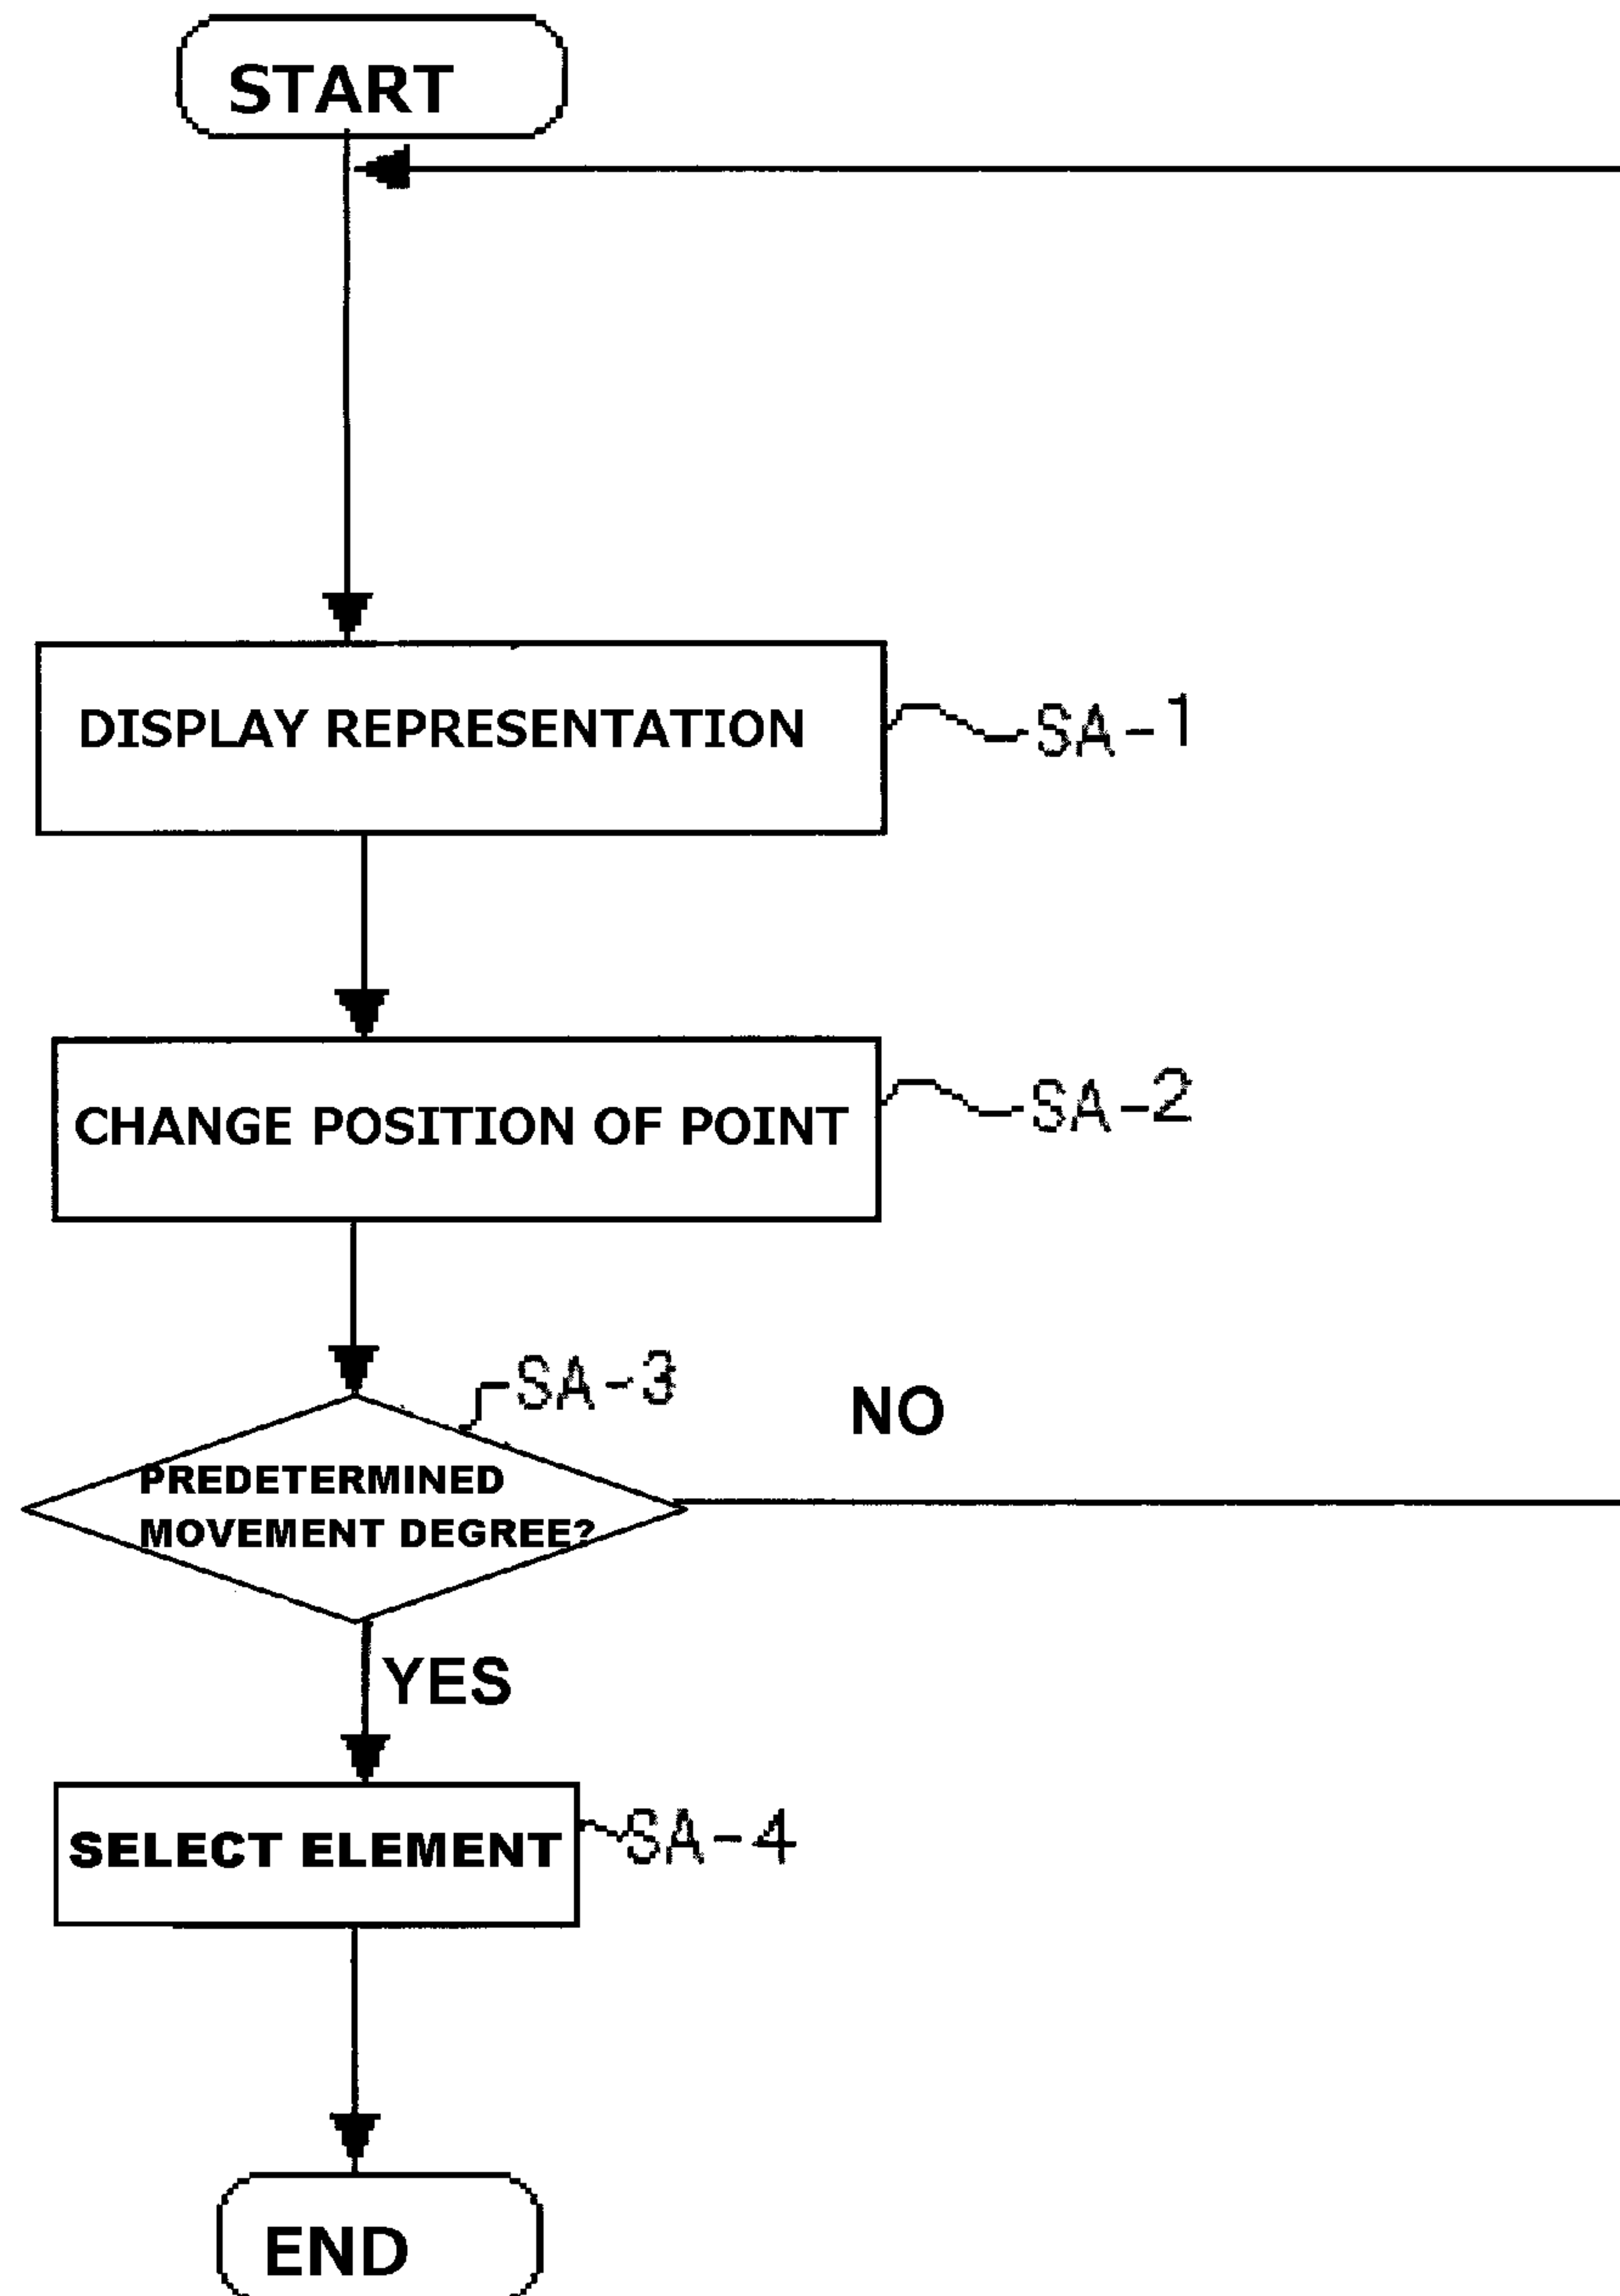 START
DISPLAY REPRESENTATION
SA-1
CHANGE POSITION OF POINT
SA-2
SA-3
NO
PREDETERMINED
MOVEMENT DEGREE?
YES
SELECT ELEMENT
SA-4
END